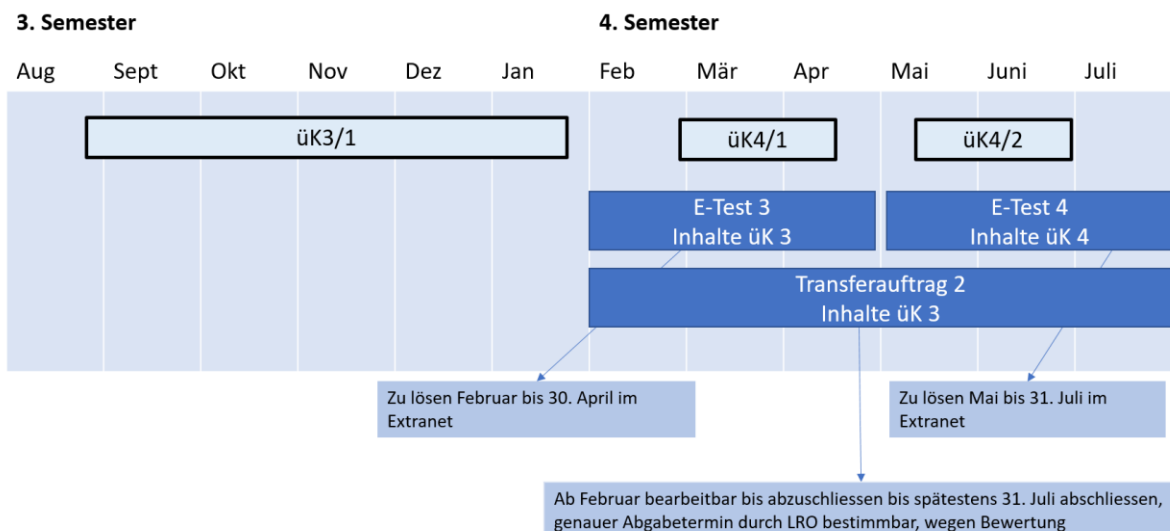 3. Semester
4. Semester
Aug Sept Okt Nov Dez Jan Feb März Apr Mai Juni Juli
üK3/1
üK4/1
üK4/2
E-Test 3
Inhalte üK 3
E-Test 4
Inhalte üK 4
Transferauftrag 2
Inhalte üK 3
Zu lösen Februar bis 30. April im
Extranet
Zu lösen Mai bis 31. Juli im
Extranet
Ab Februar bearbeitbar bis abzuschliessen bis spätestens 31. Juli abschliessen,
genauer Abgabetermin durch LRO bestimmbar, wegen Bewertung